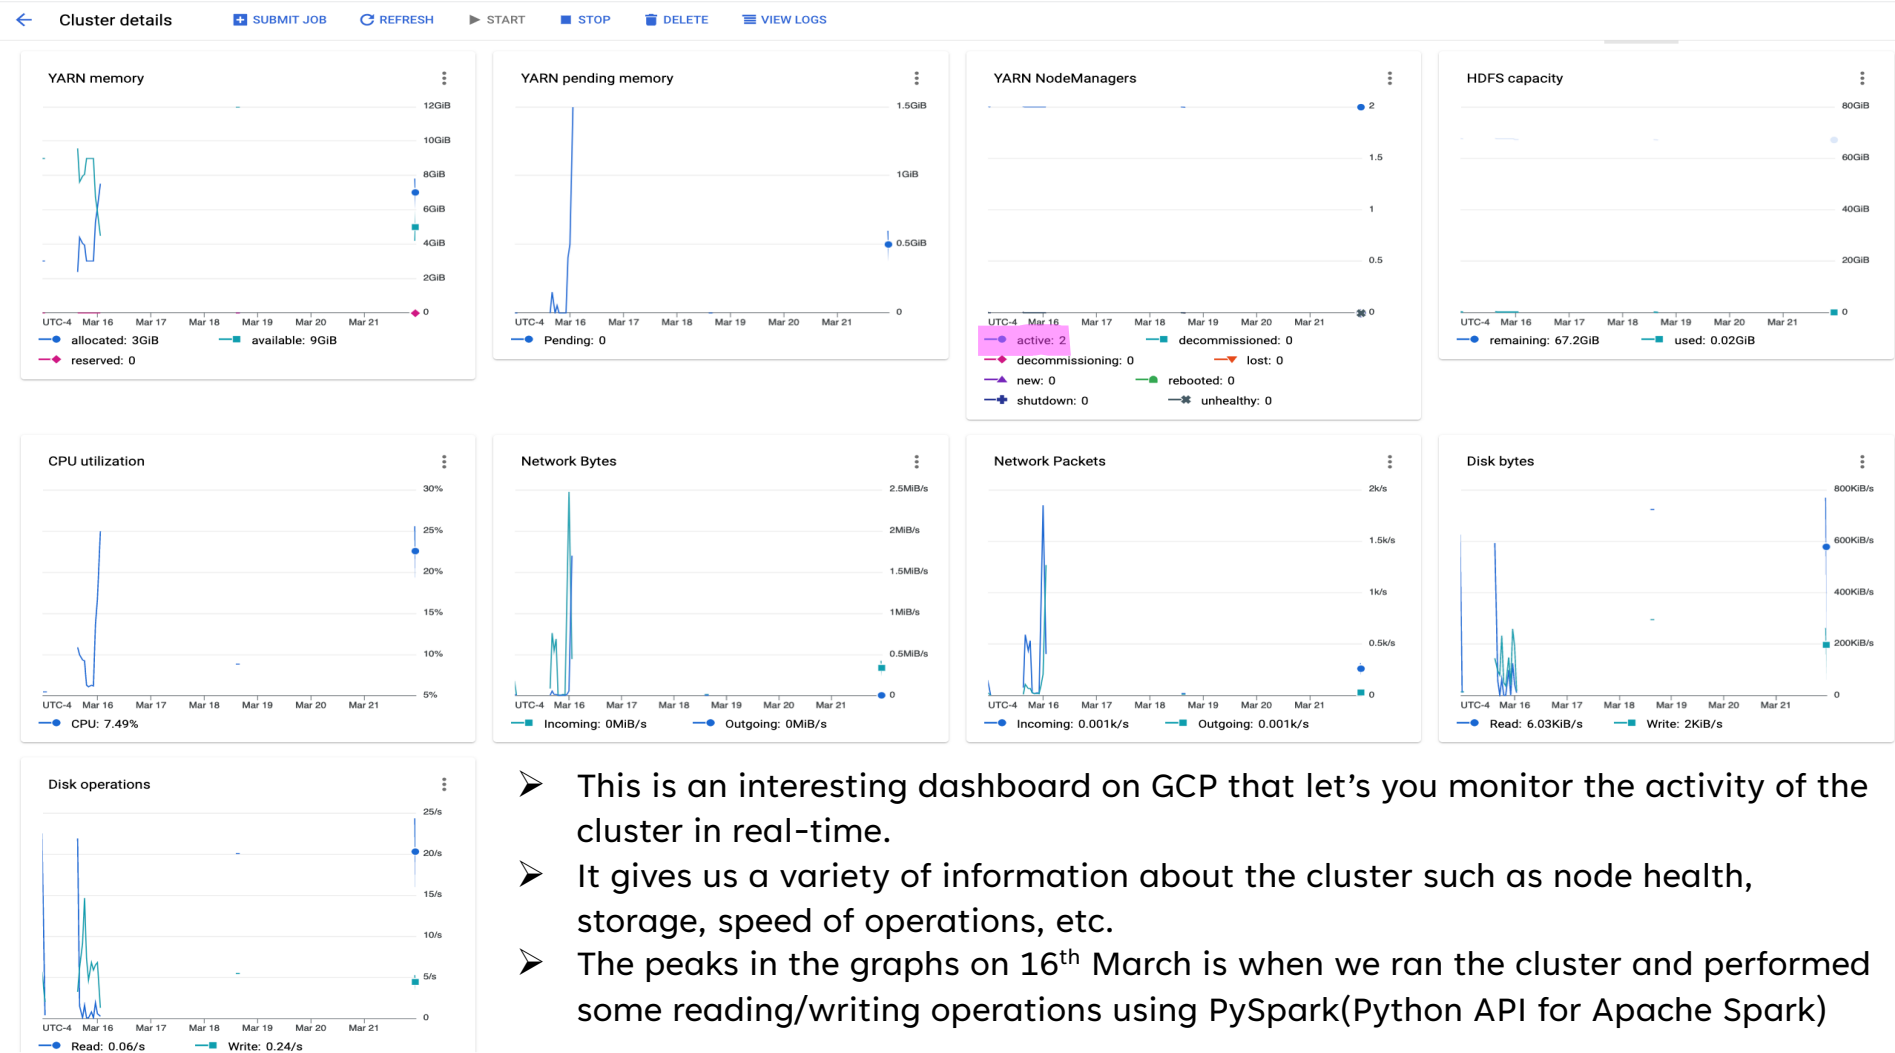 Cluster details
SUBMIT JOB
REFRESH
START
STOP
DELETE
VIEW LOGS
YARN memory
12GiB
10GiB
8GiB
6GiB
4GiB
2GiB
0
UTC-4 Mar 16 Mar 17 Mar 18 Mar 19 Mar 20 Mar 21
allocated: 3GiB available: 9GiB
reserved: 0
YARN pending memory
1.5GiB
1GiB
0.5GiB
0
UTC-4 Mar 16 Mar 17 Mar 18 Mar 19 Mar 20 Mar 21
Pending: 0
YARN NodeManagers
2
1.5
1
0.5
0
UTC-4 Mar 16 Mar 17 Mar 18 Mar 19 Mar 20 Mar 21
active: 2 decommissioned: 0
decommissioning: 0 lost: 0
new: 0 rebooted: 0
shutdown: 0 unhealthy: 0
HDFS capacity
80GiB
60GiB
40GiB
20GiB
0
UTC-4 Mar 16 Mar 17 Mar 18 Mar 19 Mar 20 Mar 21
remaining: 67.2GiB used: 0.02GiB
CPU utilization
30%
25%
20%
15%
10%
5%
UTC-4 Mar 16 Mar 17 Mar 18 Mar 19 Mar 20 Mar 21
CPU: 7.49%
Network Bytes
2.5MiB/s
2MiB/s
1.5MiB/s
1MiB/s
0.5MiB/s
0
UTC-4 Mar 16 Mar 17 Mar 18 Mar 19 Mar 20 Mar 21
Incoming: 0MiB/s Outgoing: 0MiB/s
Network Packets
2k/s
1.5k/s
1k/s
0.5k/s
0
UTC-4 Mar 16 Mar 17 Mar 18 Mar 19 Mar 20 Mar 21
Incoming: 0.001k/s Outgoing: 0.001k/s
Disk bytes
800KiB/s
600KiB/s
400KiB/s
200KiB/s
0
UTC-4 Mar 16 Mar 17 Mar 18 Mar 19 Mar 20 Mar 21
Read: 6.03KiB/s Write: 2KiB/s
Disk operations
25/s
20/s
15/s
10/s
5/s
0
UTC-4 Mar 16 Mar 17 Mar 18 Mar 19 Mar 20 Mar 21
Read: 0.06/s Write: 0.24/s
➢ This is an interesting dashboard on GCP that let’s you monitor the activity of the
cluster in real-time.
➢ It gives us a variety of information about the cluster such as node health,
storage, speed of operations, etc.
➢ The peaks in the graphs on 16th March is when we ran the cluster and performed
some reading/writing operations using PySpark(Python API for Apache Spark)